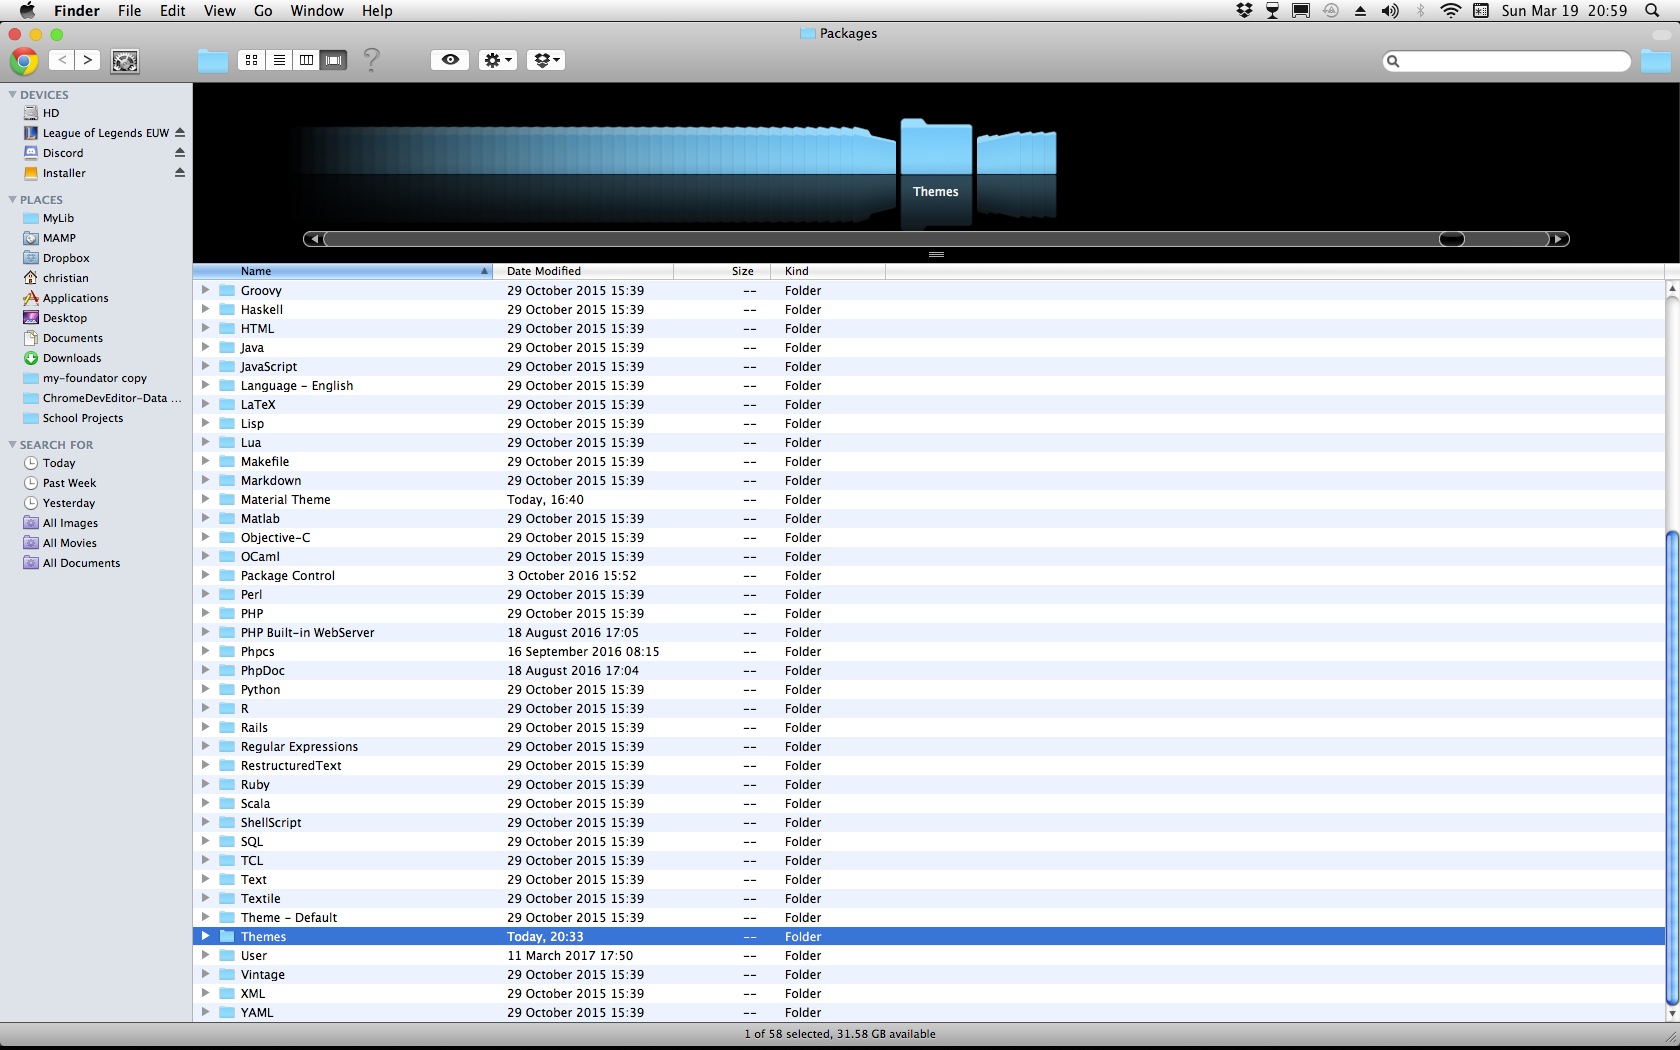 Finder File Edit View Go Window Help Sun Mar 19 20:59
Packages
DEVICES
HD
League of Legends EUW
Discord
Installer
PLACES
MyLib
MAMP
Dropbox
christian
Applications
Desktop
Documents
Downloads
my-foundator copy
ChromeDevEditor-Data ...
School Projects
SEARCH FOR
Today
Past Week
Yesterday
All Images
All Movies
All Documents
Themes
Name Date Modified Size Kind
Groovy 29 October 2015 15:39 -- Folder
Haskell 29 October 2015 15:39 -- Folder
HTML 29 October 2015 15:39 -- Folder
Java 29 October 2015 15:39 -- Folder
JavaScript 29 October 2015 15:39 -- Folder
Language - English 29 October 2015 15:39 -- Folder
LaTeX 29 October 2015 15:39 -- Folder
Lisp 29 October 2015 15:39 -- Folder
Lua 29 October 2015 15:39 -- Folder
Makefile 29 October 2015 15:39 -- Folder
Markdown 29 October 2015 15:39 -- Folder
Material Theme Today, 16:40 -- Folder
Matlab 29 October 2015 15:39 -- Folder
Objective-C 29 October 2015 15:39 -- Folder
OCaml 29 October 2015 15:39 -- Folder
Package Control 3 October 2016 15:52 -- Folder
Perl 29 October 2015 15:39 -- Folder
PHP 29 October 2015 15:39 -- Folder
PHP Built-in WebServer 18 August 2016 17:05 -- Folder
Phpcs 16 September 2016 08:15 -- Folder
PhpDoc 18 August 2016 17:04 -- Folder
Python 29 October 2015 15:39 -- Folder
R 29 October 2015 15:39 -- Folder
Rails 29 October 2015 15:39 -- Folder
Regular Expressions 29 October 2015 15:39 -- Folder
RestructuredText 29 October 2015 15:39 -- Folder
Ruby 29 October 2015 15:39 -- Folder
Scala 29 October 2015 15:39 -- Folder
ShellScript 29 October 2015 15:39 -- Folder
SQL 29 October 2015 15:39 -- Folder
TCL 29 October 2015 15:39 -- Folder
Text 29 October 2015 15:39 -- Folder
Textile 29 October 2015 15:39 -- Folder
Theme - Default 29 October 2015 15:39 -- Folder
Themes Today, 20:33 -- Folder
User 11 March 2017 17:50 -- Folder
Vintage 29 October 2015 15:39 -- Folder
XML 29 October 2015 15:39 -- Folder
YAML 29 October 2015 15:39 -- Folder
1 of 58 selected, 31.58 GB available